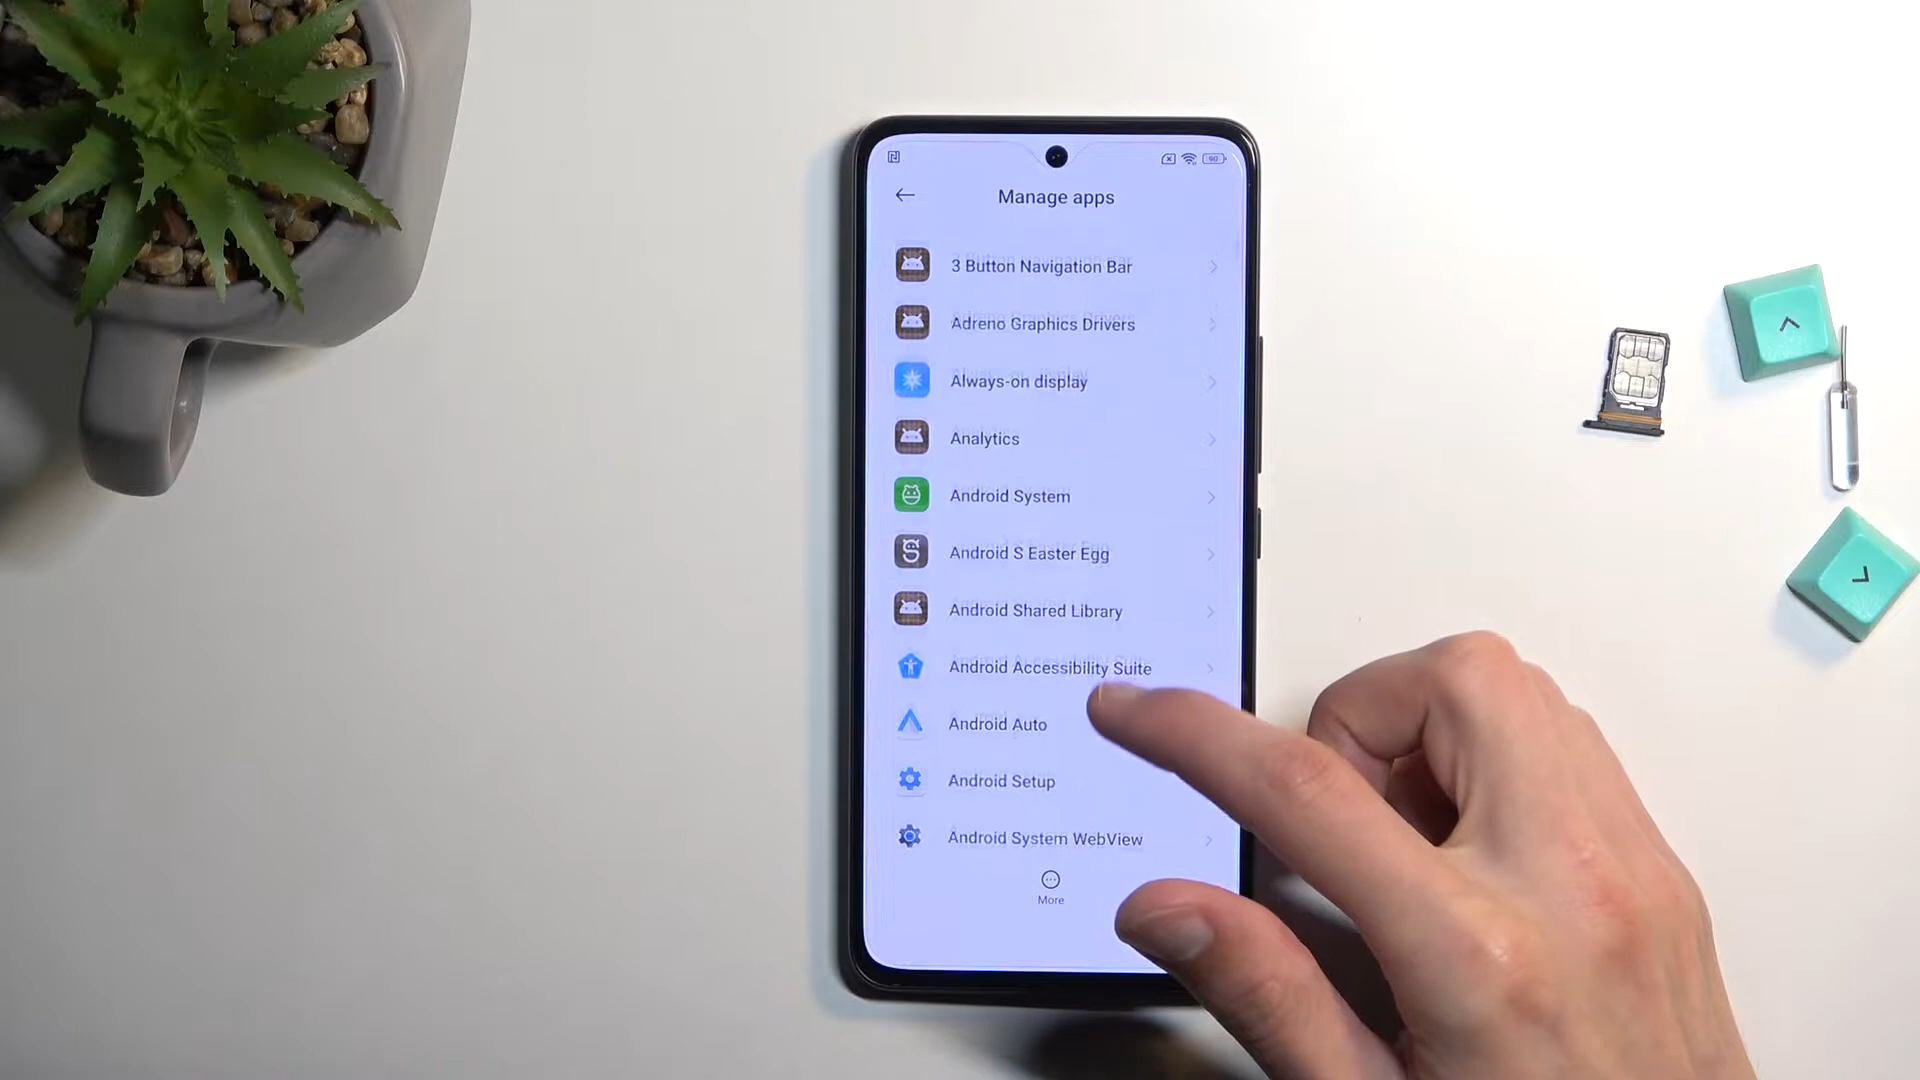 90
Manage apps
3 Button Navigation Bar
Adreno Graphics Drivers
Always-on display
Analytics
Android System
Android S Easter Egg
Android Shared Library
Android Accessibility Suite
Android Auto
Android Setup
Android System WebView
More